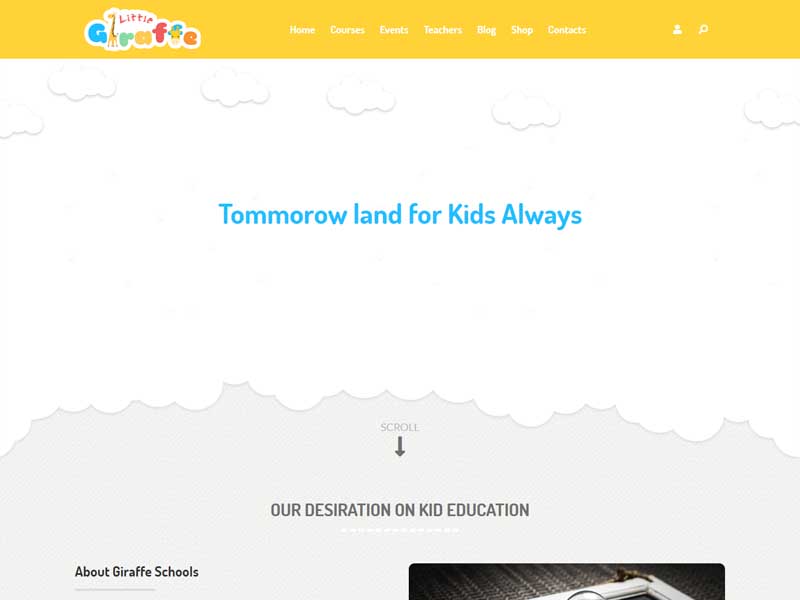 Little
Giraffe
Home Courses Events Teachers Blog Shop Contacts
Tommorow land for Kids Always
SCROLL
OUR DESIRATION ON KID EDUCATION
About Giraffe Schools